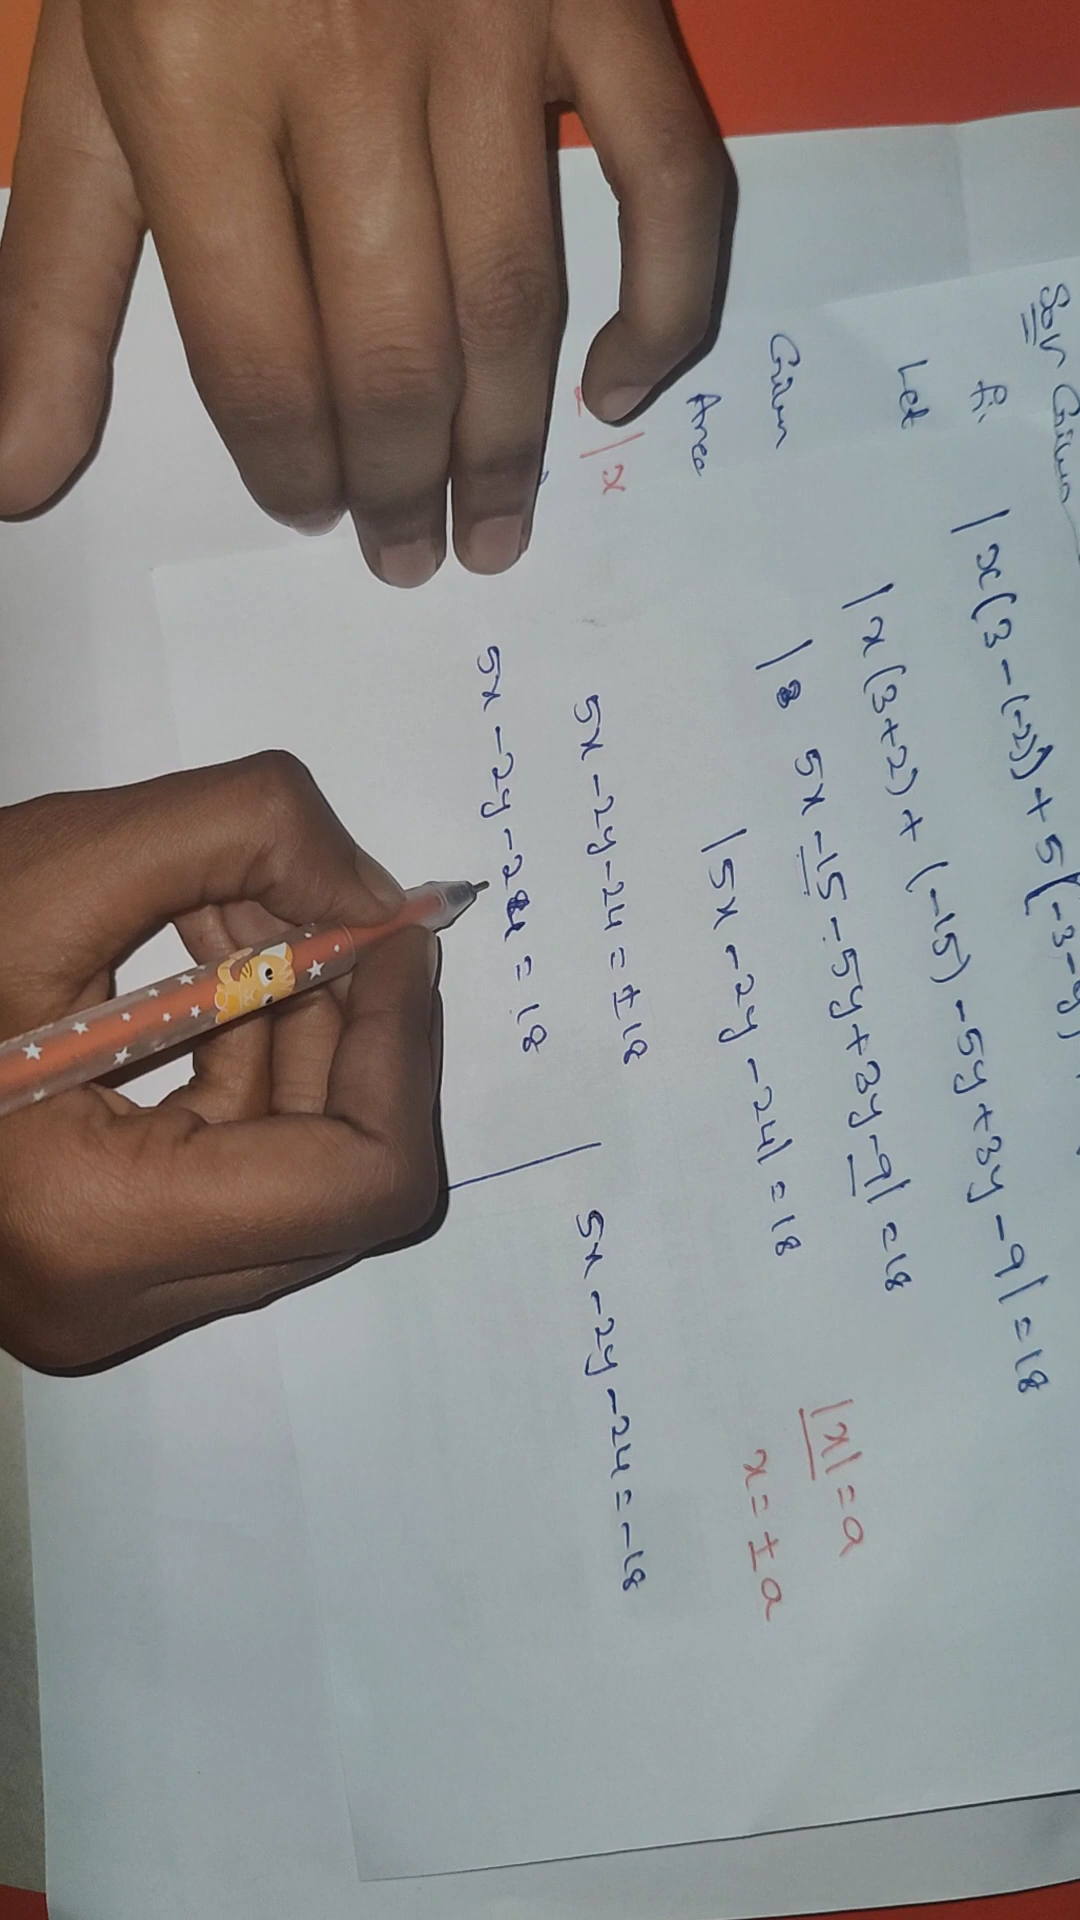 Sol Given
Let
Given
Area
|x
|x(3-(-2))+5(-3-y)
|x(3+2)+(-15)-5y+3y-9|=18
| 5x-15-5y+3y-9|=18
|5x-2y-24|=18
|x|=a
x=±a
5x-2y-24=±18
5x-2y-24=18
5x-2y-24=-18